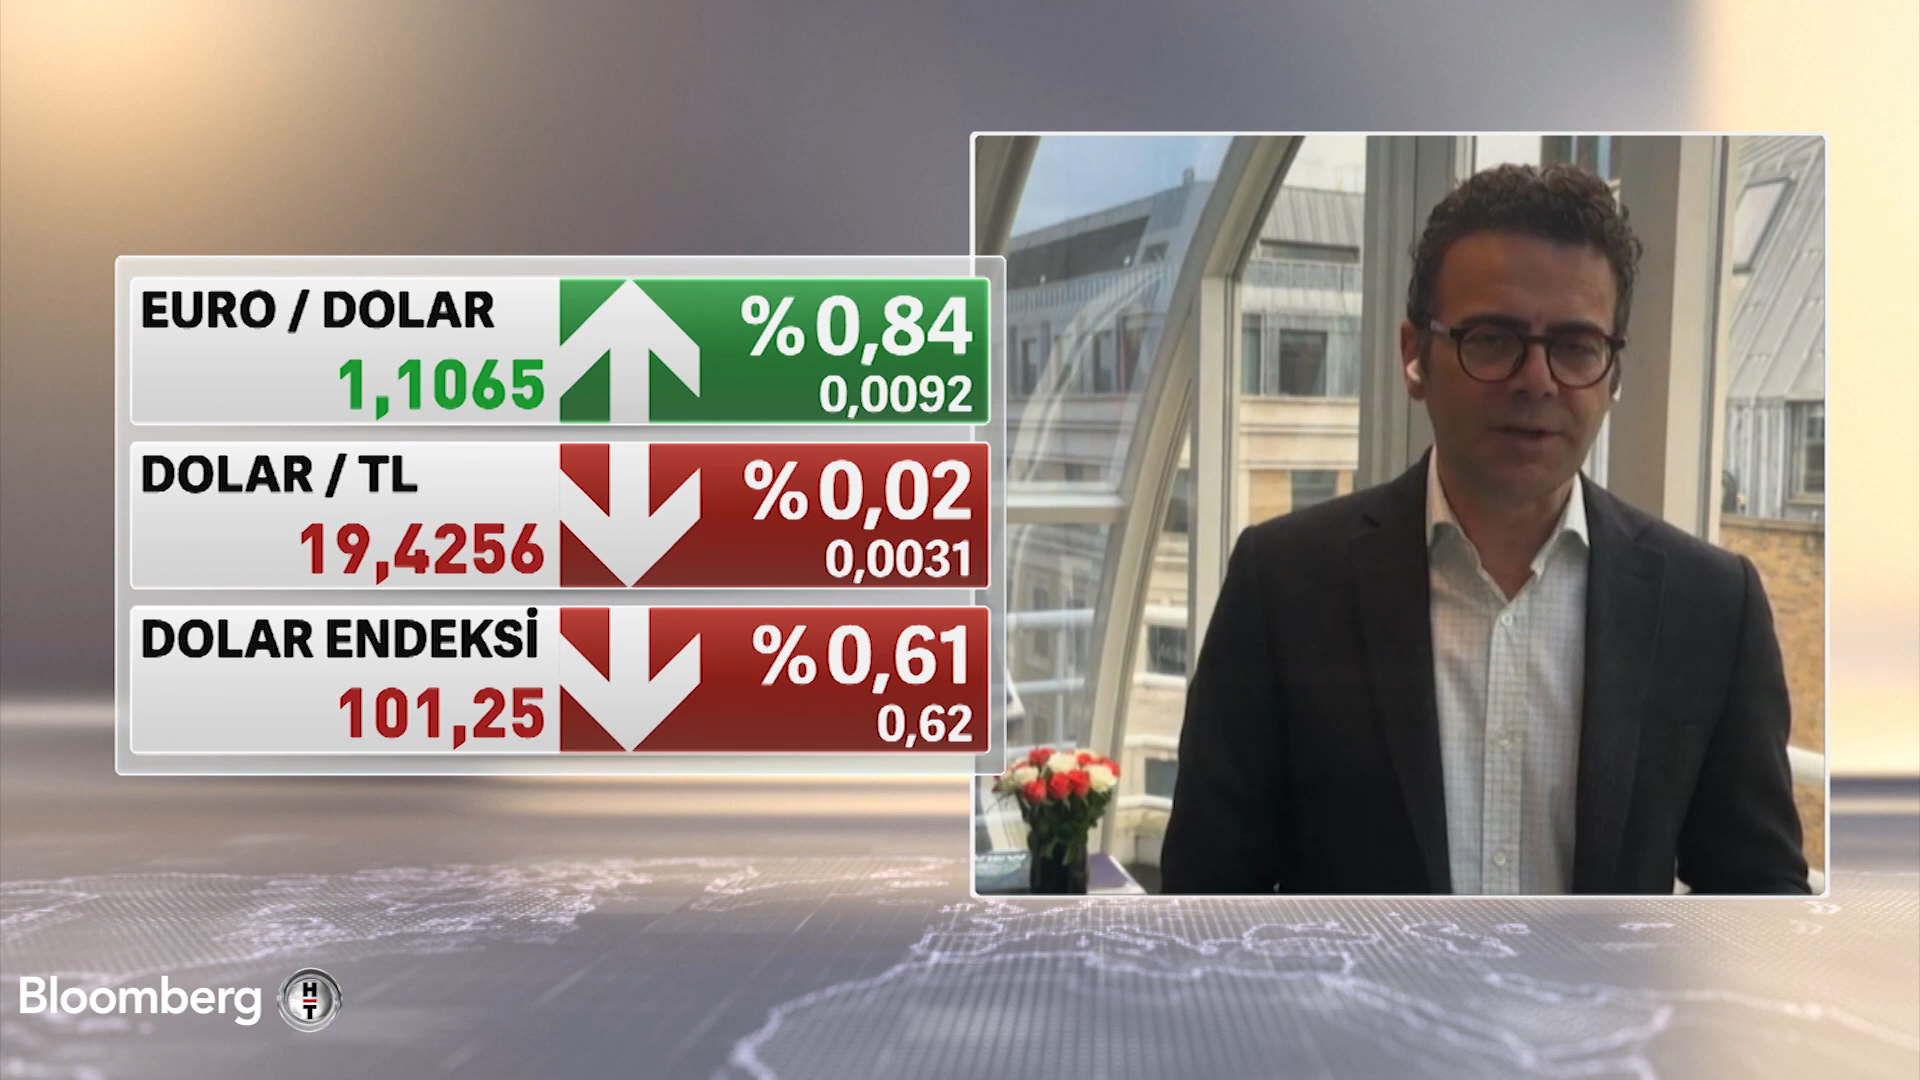 EURO / DOLAR
1,1065
%0,84
0,0092
DOLAR / TL
19,4256
%0,02
0,0031
DOLAR ENDEKSİ
101,25
%0,61
0,62
Bloomberg HT